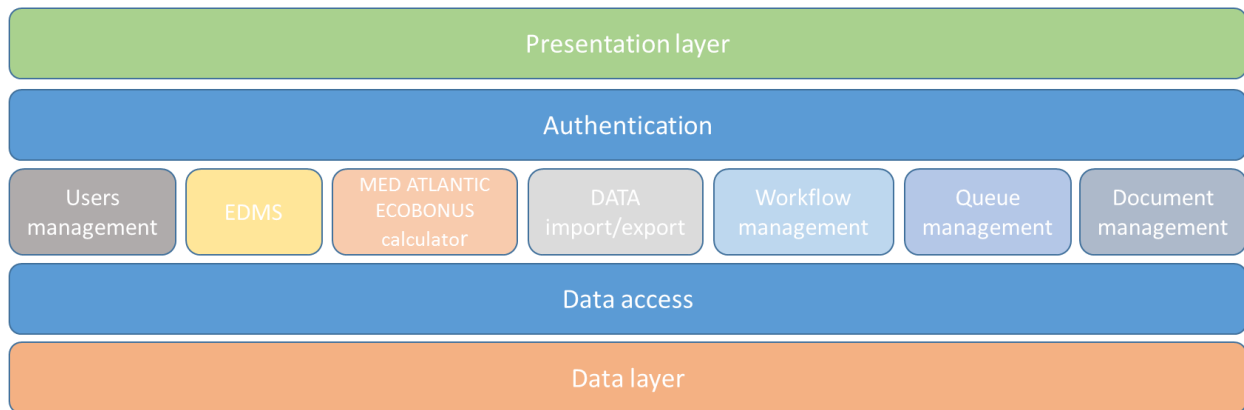 Presentation layer
Authentication
Users
management
EDMS
MED ATLANTIC
ECOBONUS
calculator
DATA
import/export
Workflow
management
Queue
management
Document
management
Data access
Data layer